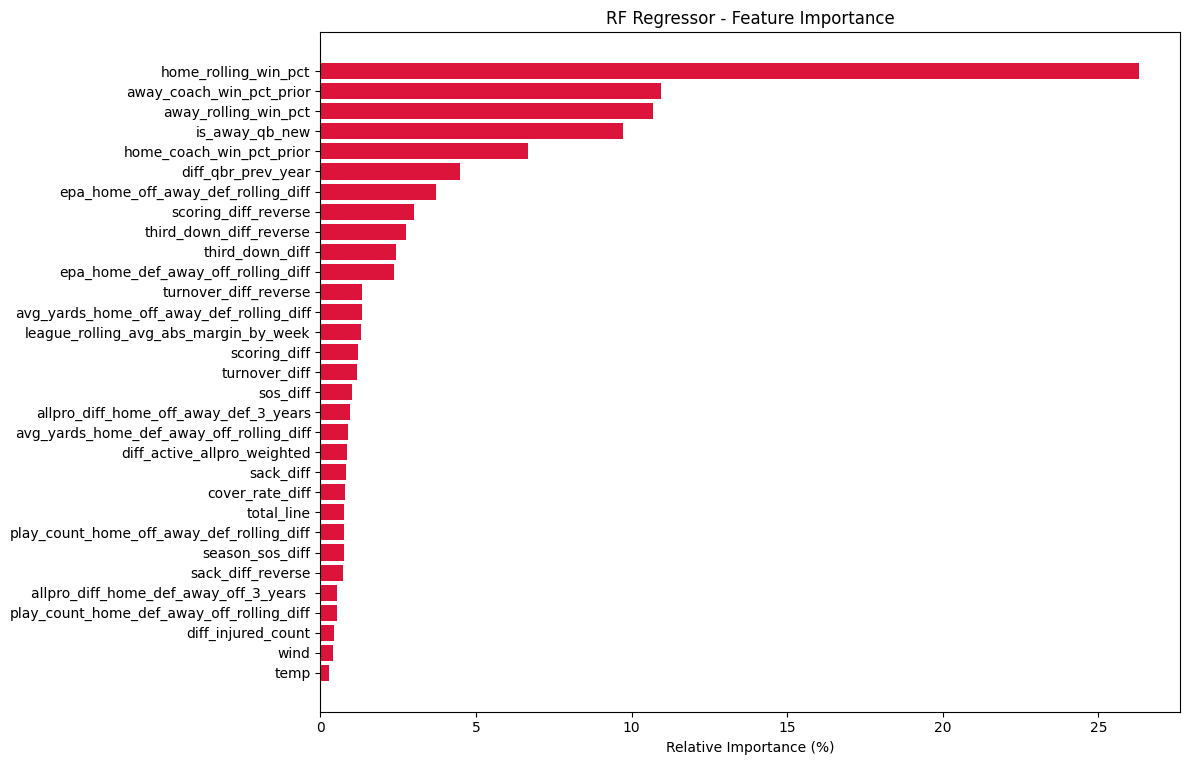 RF Regressor - Feature Importance
home_rolling_win_pct
away_coach_win_pct_prior
away_rolling_win_pct
is_away_qb_new
home_coach_win_pct_prior
diff_qbr_prev_year
epa_home_off_away_def_rolling_diff
scoring_diff_reverse
third_down_diff_reverse
third_down_diff
epa_home_def_away_off_rolling_diff
turnover_diff_reverse
avg_yards_home_off_away_def_rolling_diff
league_rolling_avg_abs_margin_by_week
scoring_diff
turnover_diff
sos_diff
allpro_diff_home_off_away_def_3_years
avg_yards_home_def_away_off_rolling_diff
diff_active_allpro_weighted
sack_diff
cover_rate_diff
total_line
play_count_home_off_away_def_rolling_diff
season_sos_diff
sack_diff_reverse
allpro_diff_home_def_away_off_3_years
play_count_home_def_away_off_rolling_diff
diff_injured_count
wind
temp
0 5 10 15 20 25
Relative Importance (%)